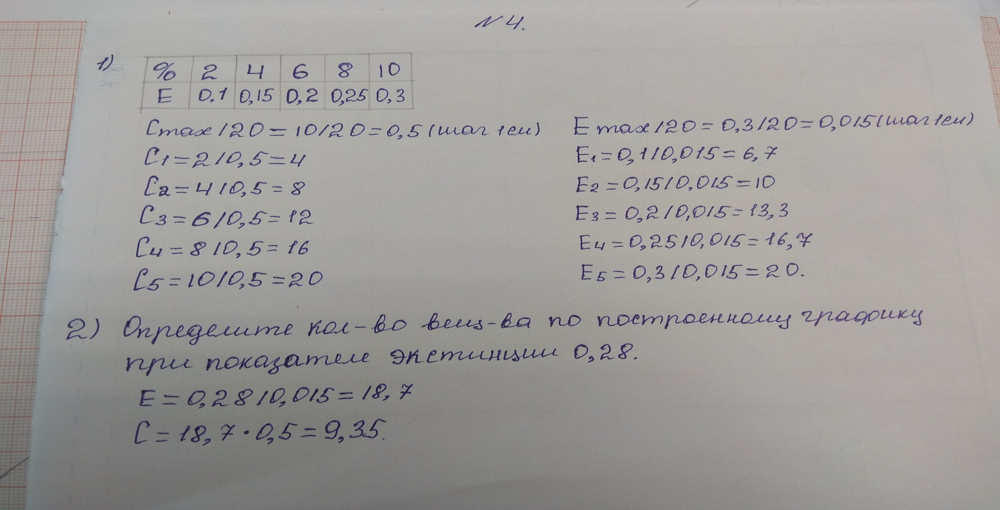 № 4.
1)
% 2 4 6 8 10
E 0,1 0,15 0,2 0,25 0,3
Cmax/20=10/20=0,5(шаг 1см)
C1=2/0,5=4
C2=4/0,5=8
C3=6/0,5=12
C4=8/0,5=16
C5=10/0,5=20
E max/20=0,3/20=0,015(шаг 1см)
E1=0,1/0,015=6,7
E2=0,15/0,015=10
E3=0,2/0,015=13,3
E4=0,25/0,015=16,7
E5=0,3/0,015=20.
2) Определите кол-во вещ-ва по построенному графику
при показателе экстинции 0,28.
E=0,28/0,015=18,7
C=18,7·0,5=9,35.